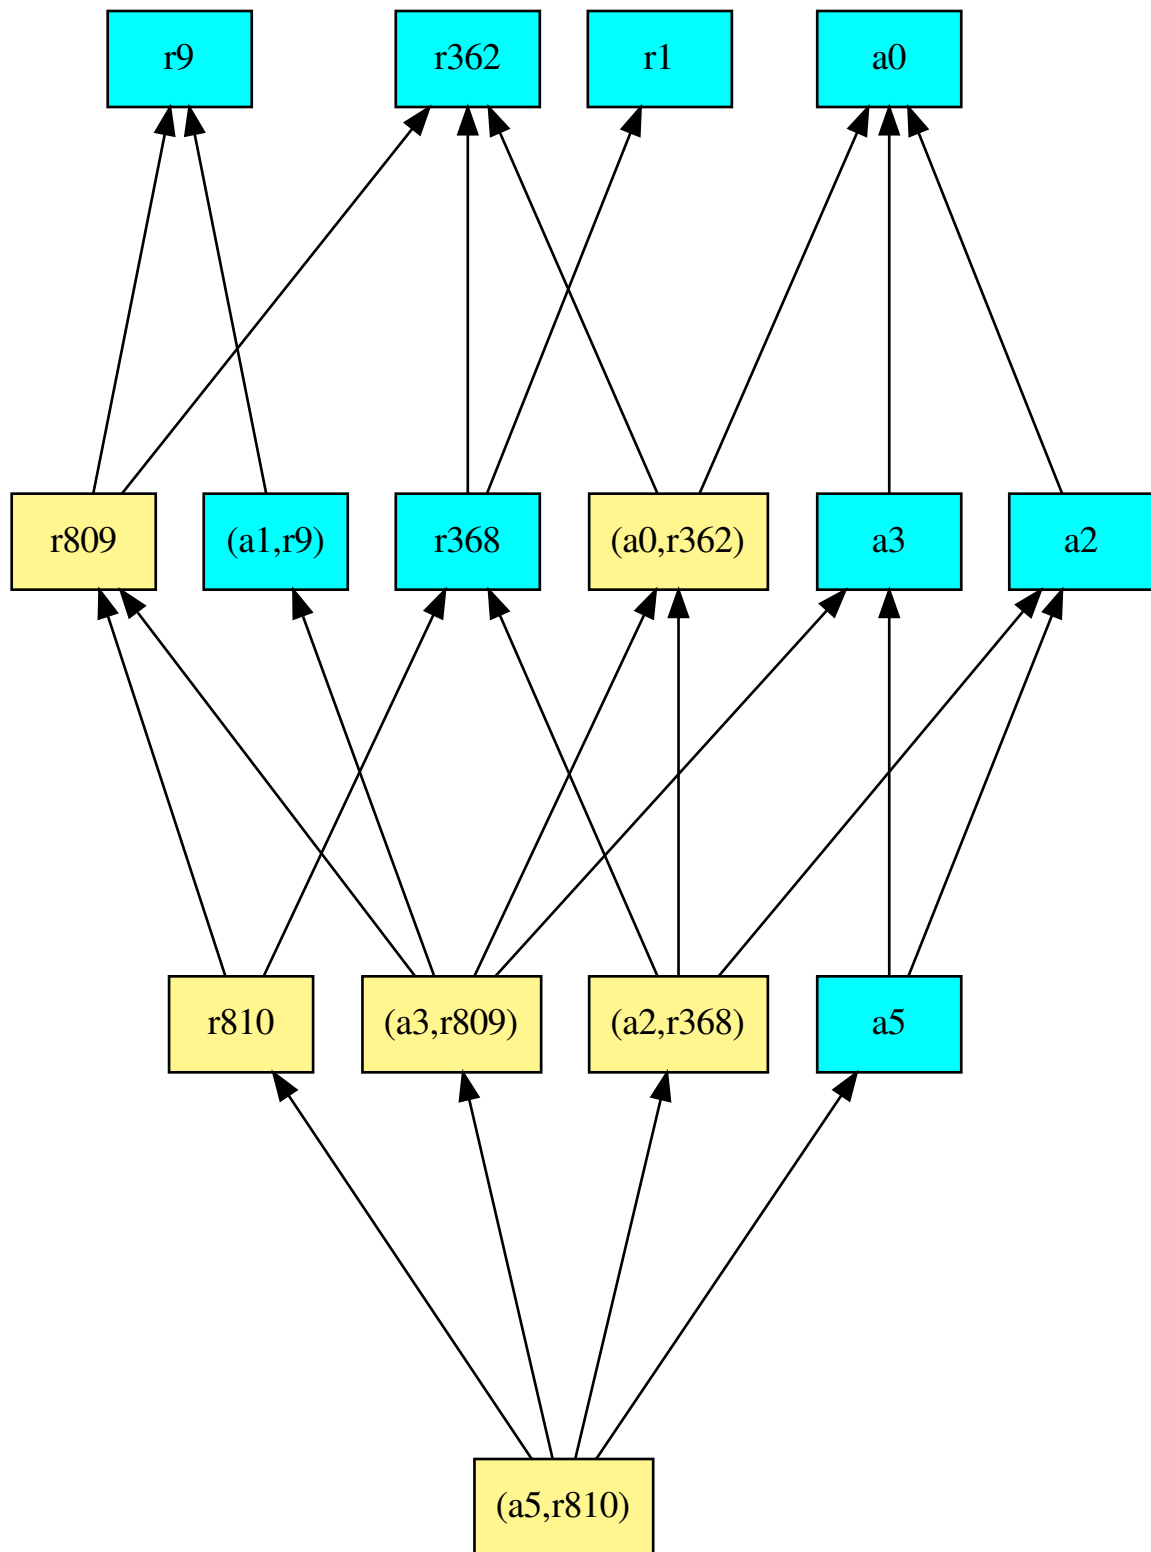 r9
r362
r1
a0
r809
(a1,r9)
r368
(a0,r362)
a3
a2
r810
(a3,r809)
(a2,r368)
a5
(a5,r810)